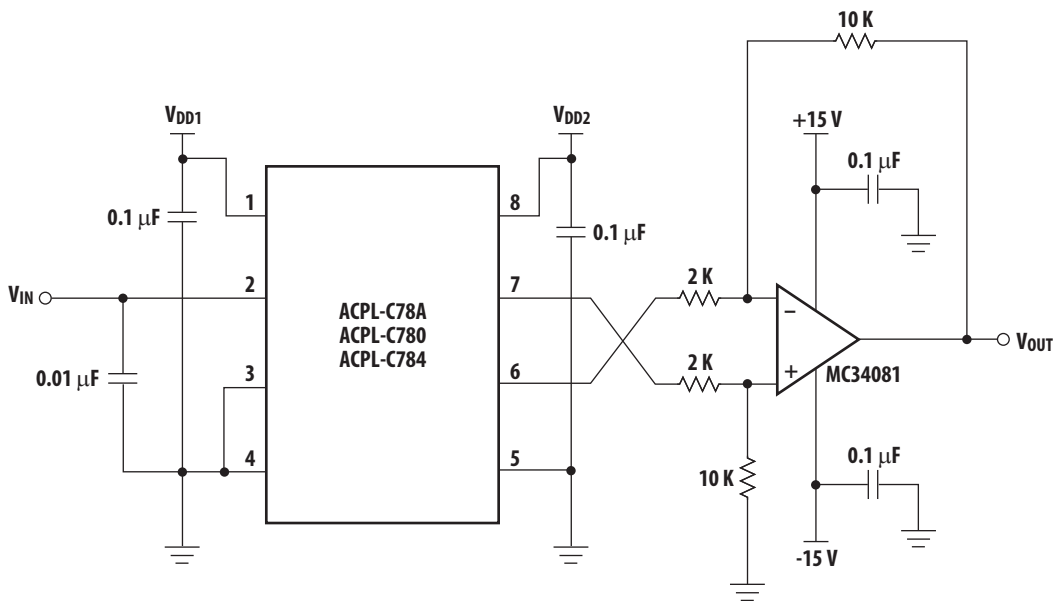 10 K
VDD1
VDD2
+15 V
0.1 µF
0.1 µF
1
8
0.1 µF
VIN
2
7
2 K
ACPL-C78A
ACPL-C780
ACPL-C784
−
VOUT
0.01 µF
3
6
2 K
+
MC34081
4
5
10 K
0.1 µF
-15 V